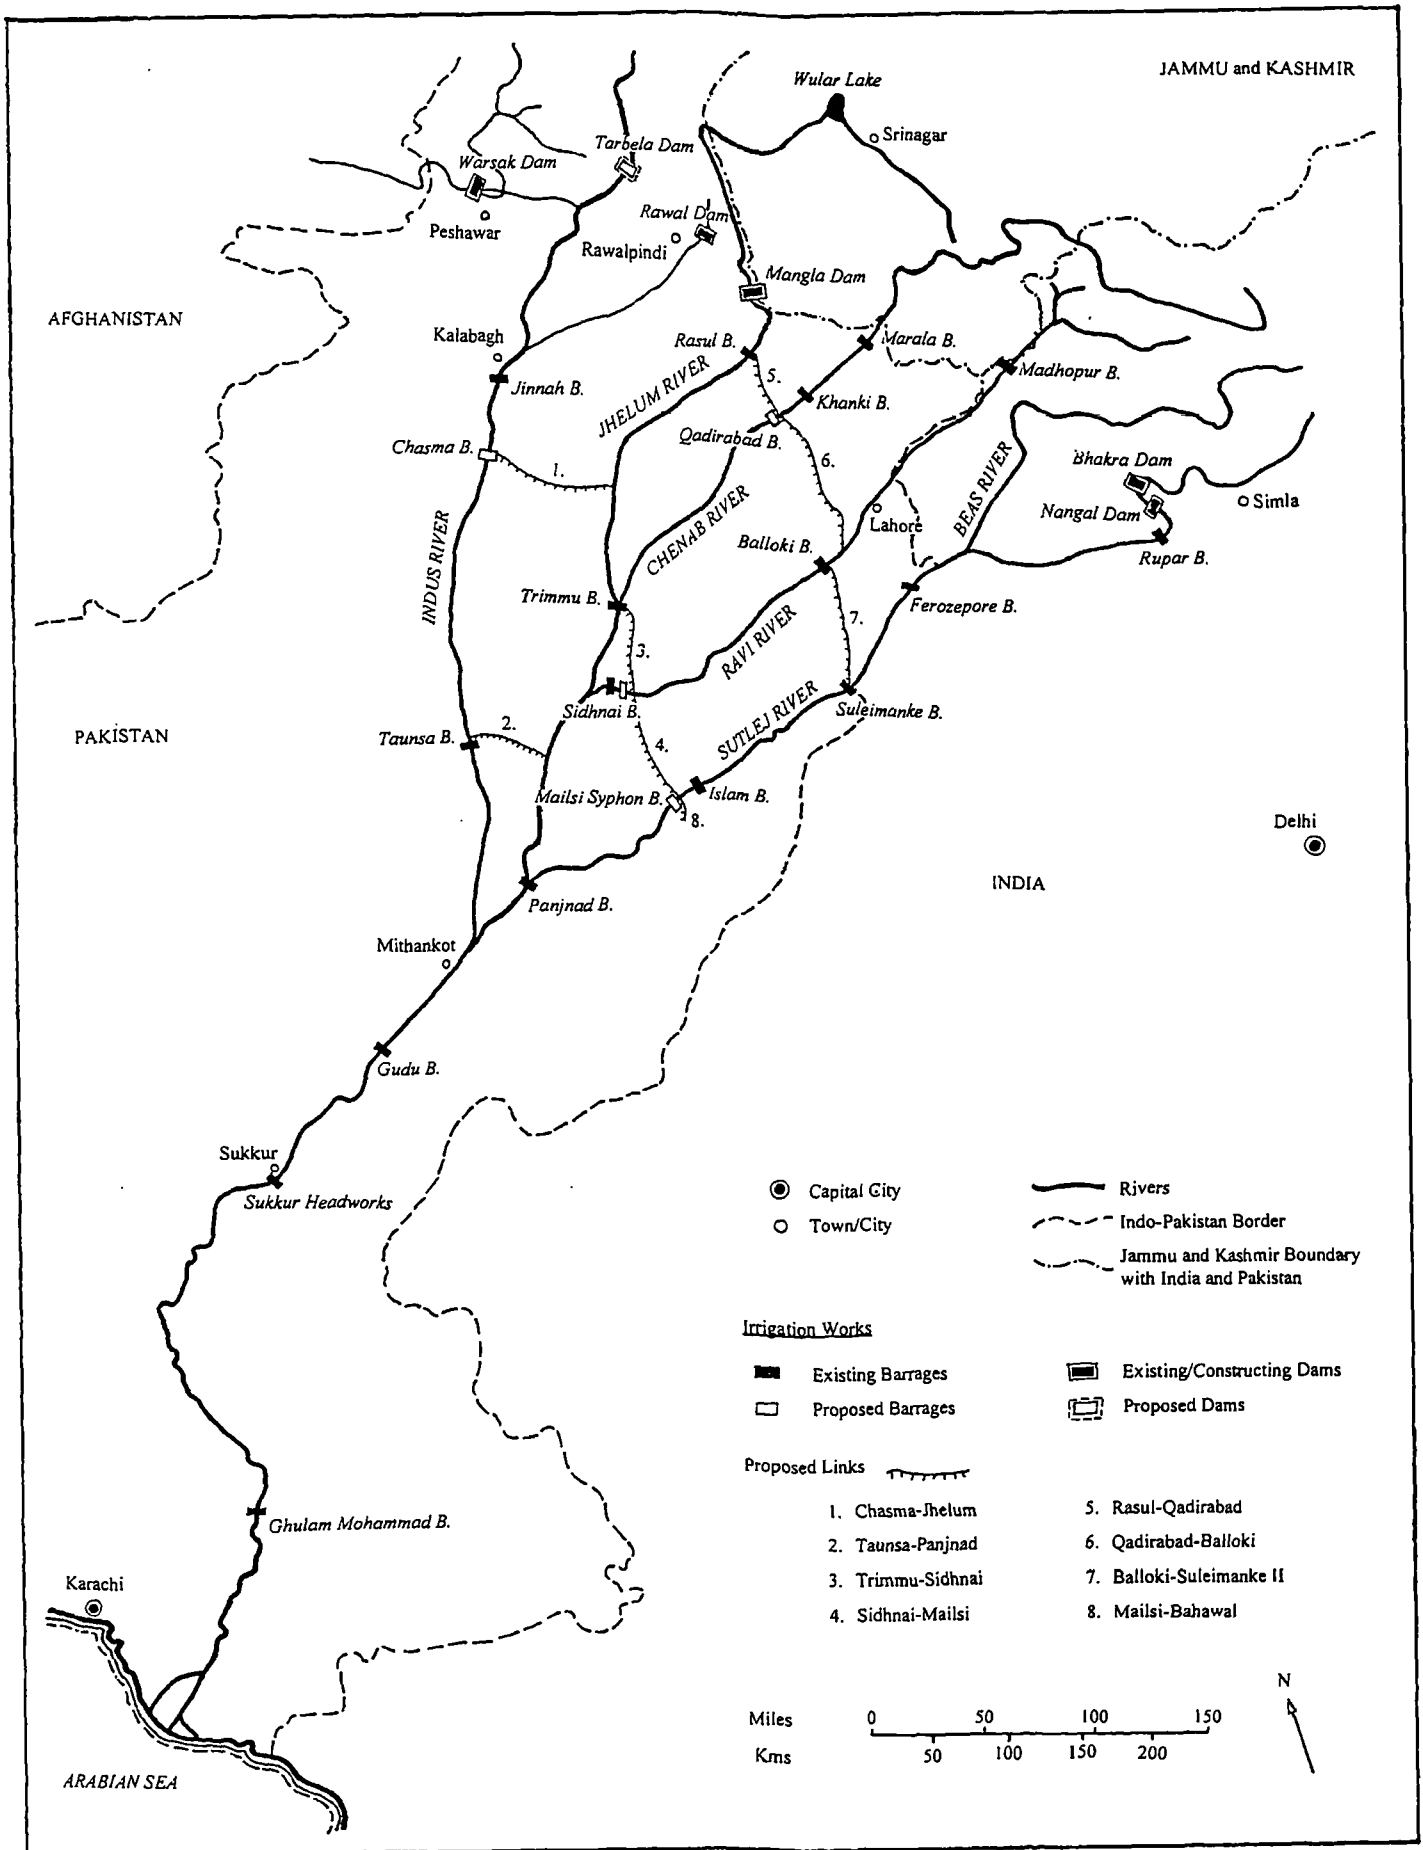 JAMMU and KASHMIR
Wular Lake
Srinagar
Tarbela Dam
Warsak Dam
Rawal Dam
Peshawar
Rawalpindi
Mangla Dam
AFGHANISTAN
Kalabagh
Rasul B.
Marala B.
Madhopur B.
Jinnah B.
JHELUM RIVER
5.
Khanki B.
Chasma B.
Qadirabad B.
1.
6.
Bhakra Dam
BEAS RIVER
Simla
Nangal Dam
Lahore
CHENAB RIVER
Balloki B.
Rupar B.
INDUS RIVER
Trimmu B.
Ferozepore B.
7.
3.
RAVI RIVER
Sidhnai B.
SUTLEJ RIVER
Suleimanke B.
PAKISTAN
Taunsa B.
2.
4.
Mailsi Syphon B.
Islam B.
8.
Delhi
INDIA
Panjnad B.
Mithankot
Gudu B.
Sukkur
Sukkur Headworks
Capital City
Town/City
Rivers
Indo-Pakistan Border
Jammu and Kashmir Boundary
with India and Pakistan
Irrigation Works
Existing Barrages
Proposed Barrages
Existing/Constructing Dams
Proposed Dams
Proposed Links
1. Chasma-Jhelum
2. Taunsa-Panjnad
3. Trimmu-Sidhnai
4. Sidhnai-Mailsi
5. Rasul-Qadirabad
6. Qadirabad-Balloki
7. Balloki-Suleimanke II
8. Mailsi-Bahawal
Ghulam Mohammad B.
Karachi
ARABIAN SEA
N
Miles 0 50 100 150
Kms 50 100 150 200